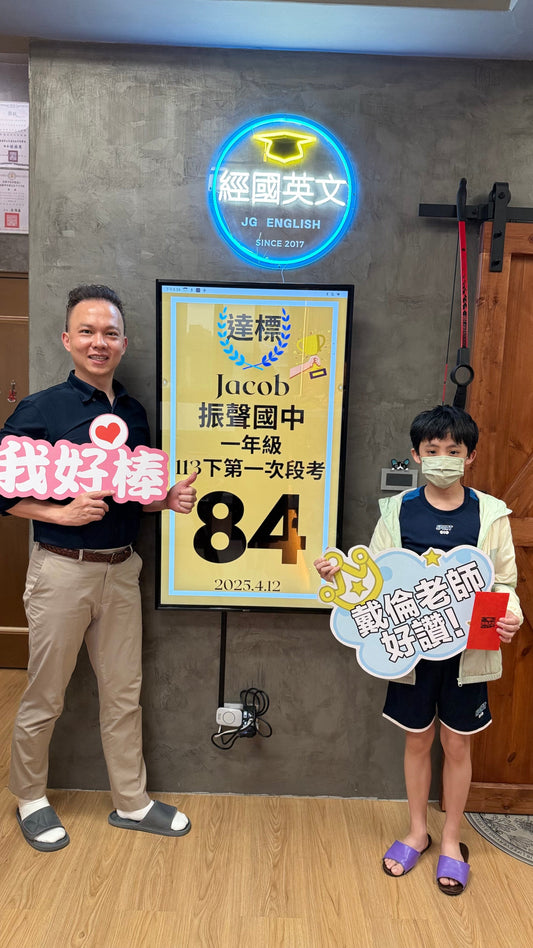 經國英文
JG ENGLISH
SINCE 2017
達標
Jacob
振聲國中
一年級
113下第一次段考
84
2025.4.12
我好棒
戴倫老師
好讚!